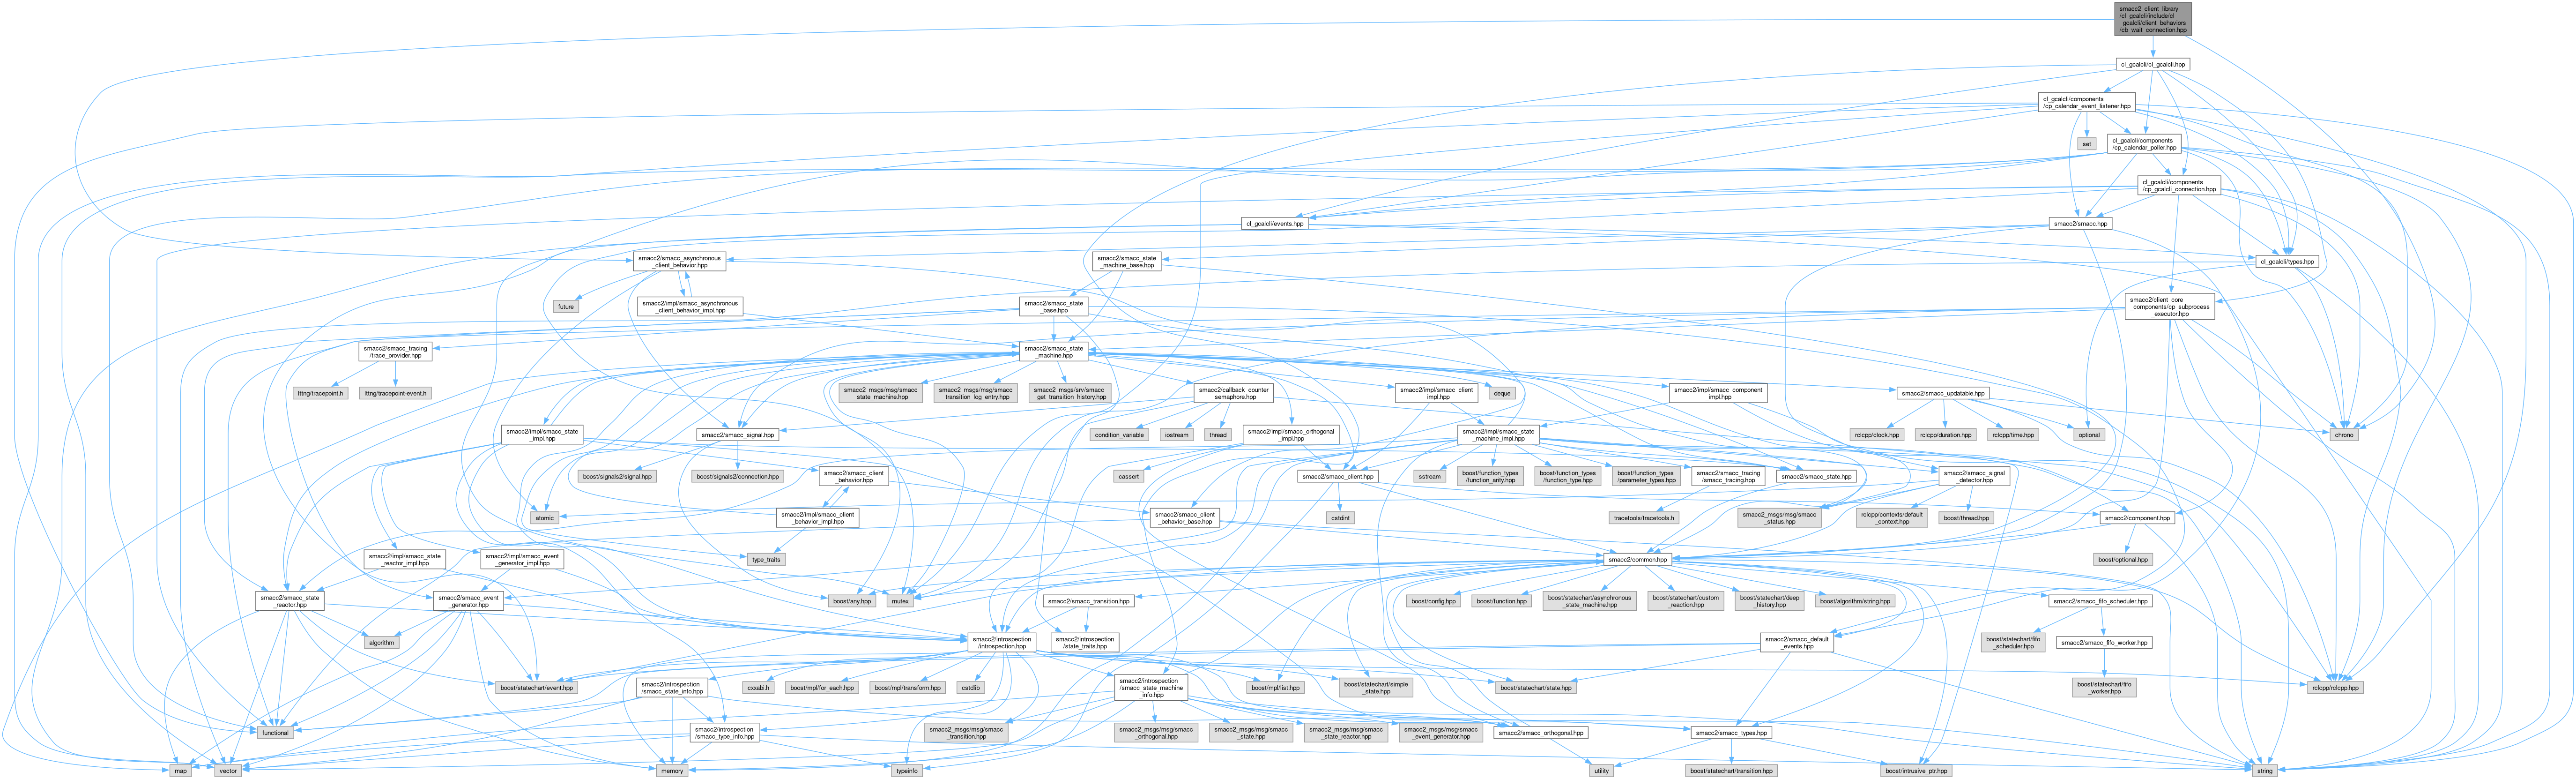 smacc2_client_library
/cl_gcalcli/include/cl
_gcalcli/client_behaviors
/cb_wait_connection.hpp
cl_gcalcli/cl_gcalcli.hpp
cl_gcalcli/components
/cp_calendar_event_listener.hpp
set
cl_gcalcli/components
/cp_calendar_poller.hpp
cl_gcalcli/components
/cp_gcalcli_connection.hpp
cl_gcalcli/events.hpp
smacc2/smacc.hpp
smacc2/smacc_asynchronous
_client_behavior.hpp
smacc2/smacc_state
_machine_base.hpp
cl_gcalcli/types.hpp
future
smacc2/impl/smacc_asynchronous
_client_behavior_impl.hpp
smacc2/smacc_state
_base.hpp
smacc2/client_core
_components/cp_subprocess
_executor.hpp
smacc2/smacc_tracing
/trace_provider.hpp
smacc2/smacc_state
_machine.hpp
lttng/tracepoint.h
lttng/tracepoint-event.h
smacc2_msgs/msg/smacc
_state_machine.hpp
smacc2_msgs/msg/smacc
_transition_log_entry.hpp
smacc2_msgs/srv/smacc
_get_transition_history.hpp
smacc2/callback_counter
_semaphore.hpp
smacc2/impl/smacc_client
_impl.hpp
deque
smacc2/impl/smacc_component
_impl.hpp
smacc2/smacc_updatable.hpp
smacc2/impl/smacc_state
_impl.hpp
smacc2/smacc_signal.hpp
condition_variable
iostream
thread
smacc2/impl/smacc_orthogonal
_impl.hpp
smacc2/impl/smacc_state
_machine_impl.hpp
rclcpp/clock.hpp
rclcpp/duration.hpp
rclcpp/time.hpp
optional
chrono
boost/signals2/signal.hpp
boost/signals2/connection.hpp
smacc2/smacc_client
_behavior.hpp
cassert
smacc2/smacc_client.hpp
sstream
boost/function_types
/function_arity.hpp
boost/function_types
/function_type.hpp
boost/function_types
/parameter_types.hpp
smacc2/smacc_tracing
/smacc_tracing.hpp
smacc2/smacc_state.hpp
smacc2/smacc_signal
_detector.hpp
atomic
smacc2/impl/smacc_client
_behavior_impl.hpp
smacc2/smacc_client
_behavior_base.hpp
cstdint
tracetools/tracetools.h
smacc2_msgs/msg/smacc
_status.hpp
rclcpp/contexts/default
_context.hpp
boost/thread.hpp
smacc2/component.hpp
smacc2/impl/smacc_state
_reactor_impl.hpp
smacc2/impl/smacc_event
_generator_impl.hpp
type_traits
smacc2/common.hpp
boost/optional.hpp
smacc2/smacc_state
_reactor.hpp
smacc2/smacc_event
_generator.hpp
boost/any.hpp
mutex
smacc2/smacc_transition.hpp
boost/config.hpp
boost/function.hpp
boost/statechart/asynchronous
_state_machine.hpp
boost/statechart/custom
_reaction.hpp
boost/statechart/deep
_history.hpp
boost/algorithm/string.hpp
smacc2/smacc_fifo_scheduler.hpp
algorithm
smacc2/introspection
/introspection.hpp
smacc2/introspection
/state_traits.hpp
smacc2/smacc_default
_events.hpp
boost/statechart/fifo
_scheduler.hpp
smacc2/smacc_fifo_worker.hpp
boost/statechart/event.hpp
smacc2/introspection
/smacc_state_info.hpp
cxxabi.h
boost/mpl/for_each.hpp
boost/mpl/transform.hpp
cstdlib
smacc2/introspection
/smacc_state_machine
_info.hpp
boost/mpl/list.hpp
boost/statechart/simple
_state.hpp
boost/statechart/state.hpp
boost/statechart/fifo
_worker.hpp
rclcpp/rclcpp.hpp
functional
smacc2/introspection
/smacc_type_info.hpp
smacc2_msgs/msg/smacc
_transition.hpp
smacc2_msgs/msg/smacc
_orthogonal.hpp
smacc2_msgs/msg/smacc
_state.hpp
smacc2_msgs/msg/smacc
_state_reactor.hpp
smacc2_msgs/msg/smacc
_event_generator.hpp
smacc2/smacc_orthogonal.hpp
smacc2/smacc_types.hpp
map
vector
memory
typeinfo
utility
boost/statechart/transition.hpp
boost/intrusive_ptr.hpp
string